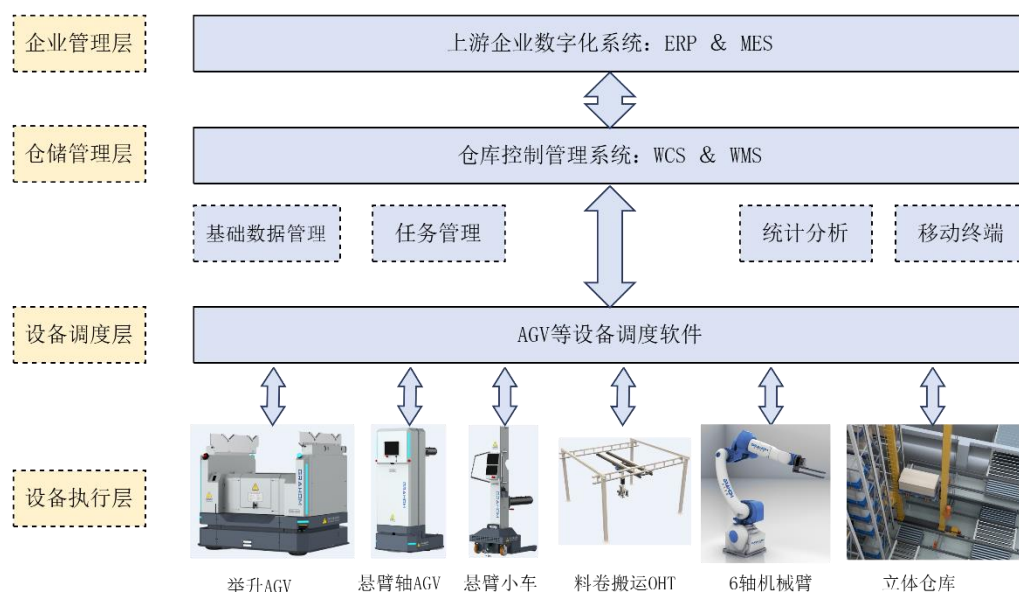 企业管理层
上游企业数字化系统：ERP & MES
仓储管理层
仓库控制管理系统：WCS & WMS
基础数据管理
任务管理
统计分析
移动终端
设备调度层
AGV等设备调度软件
设备执行层
举升AGV
悬臂轴AGV
悬臂小车
料卷搬运OHT
6轴机械臂
立体仓库